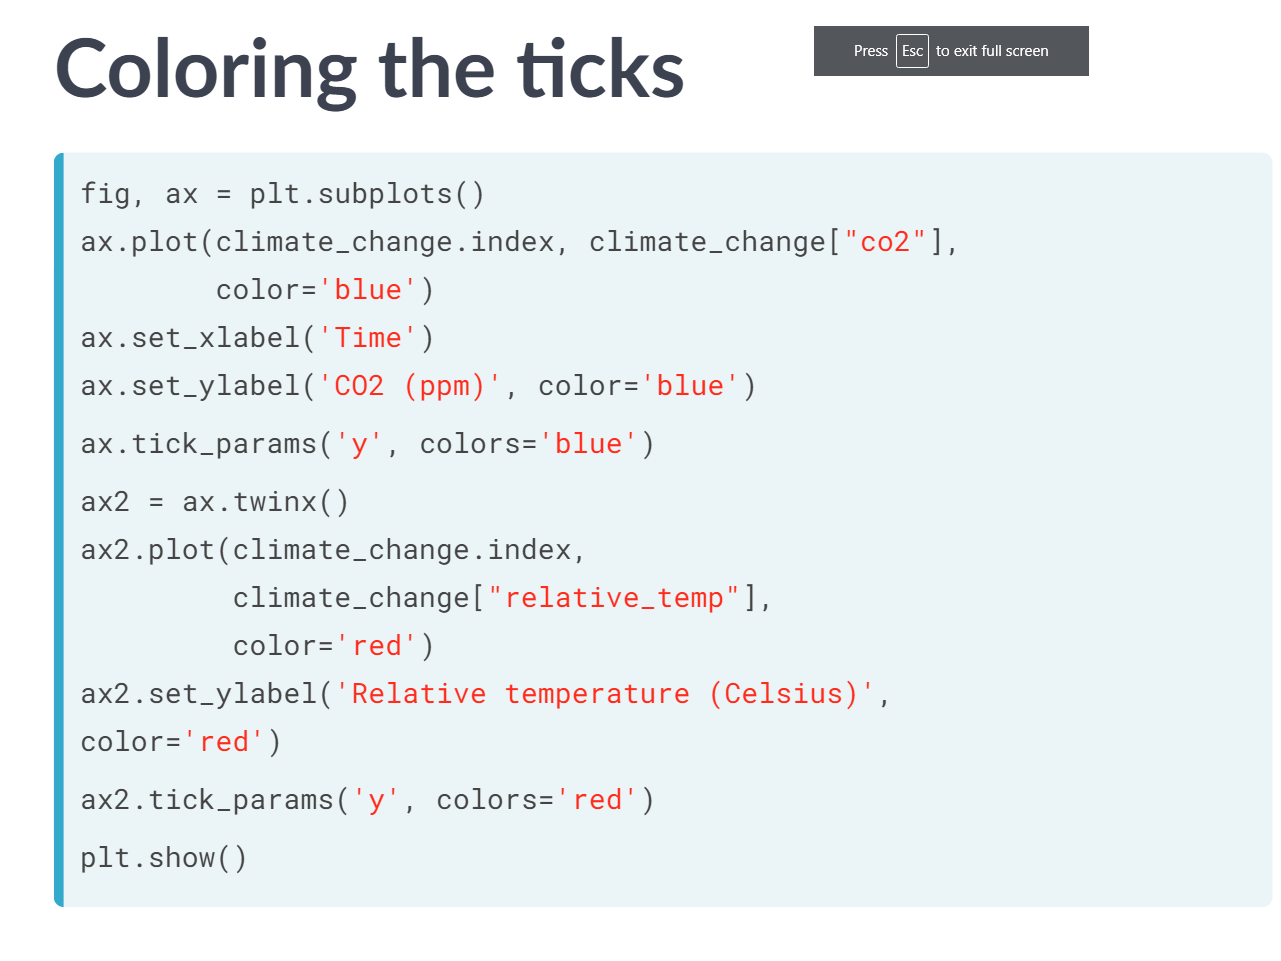 Coloring the ticks
Press Esc to exit full screen
fig, ax = plt.subplots()
ax.plot(climate_change.index, climate_change["co2"],
        color='blue')
ax.set_xlabel('Time')
ax.set_ylabel('CO2 (ppm)', color='blue')
ax.tick_params('y', colors='blue')
ax2 = ax.twinx()
ax2.plot(climate_change.index,
         climate_change["relative_temp"],
         color='red')
ax2.set_ylabel('Relative temperature (Celsius)',
color='red')
ax2.tick_params('y', colors='red')
plt.show()